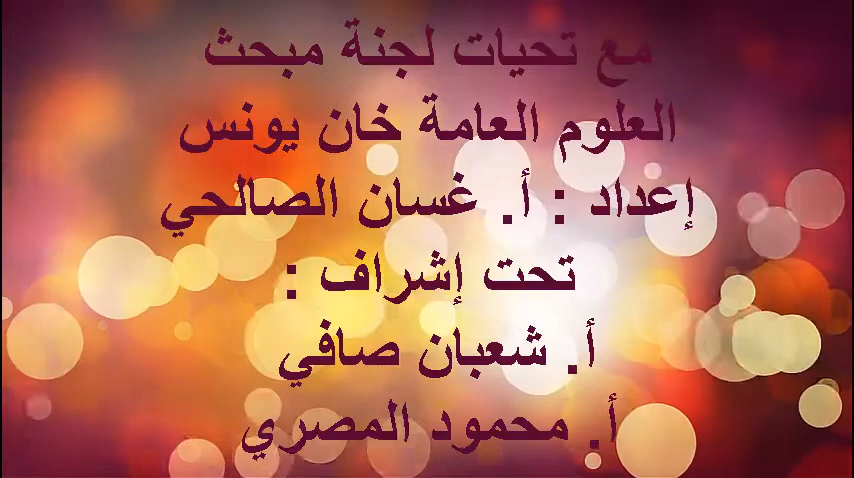 مع تحيات لجنة مبحث
العلوم العامة خان يونس
إعداد : أ. غسان الصالحي
تحت إشراف :
أ. شعبان صافي
أ. محمود المصري